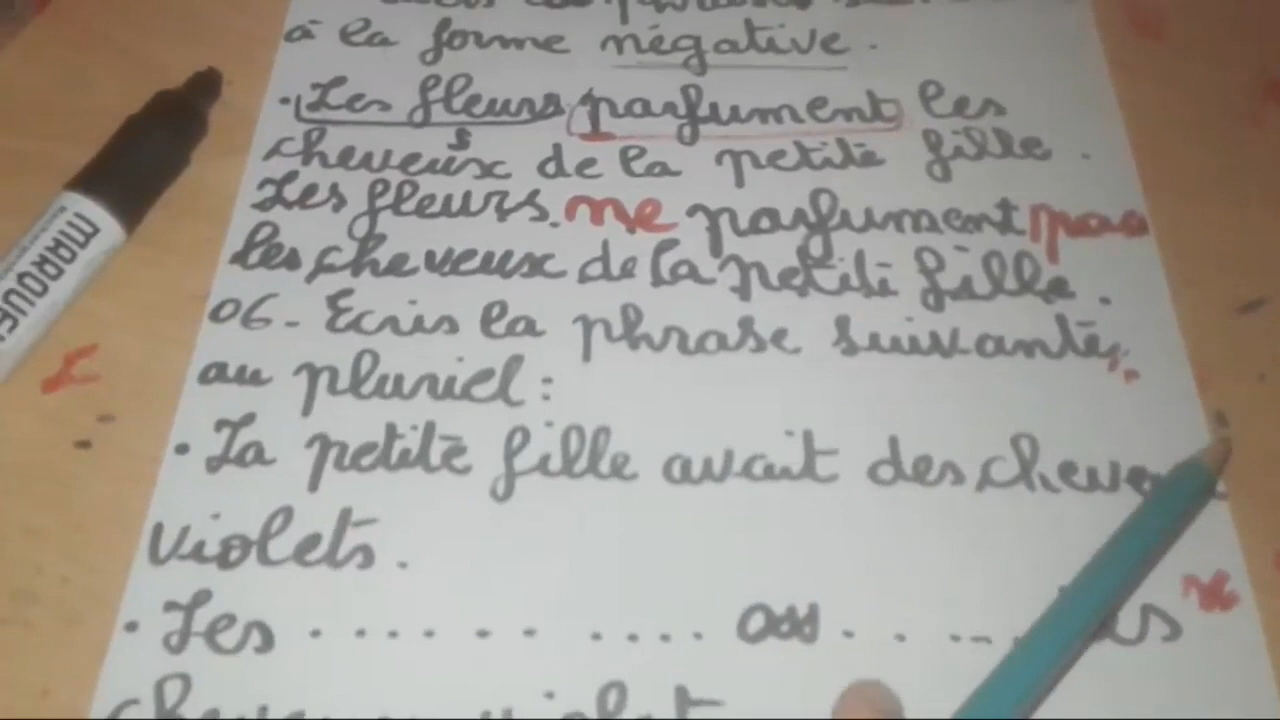 à la forme négative.
. Les fleurs parfument les
cheveux de la petite fille.
Les fleurs. ne parfument pas
les cheveux de la petite fille.
06- Ecris la phrase suivante,
au pluriel:
. La petite fille avait des
violets.
. Les
MARQUE